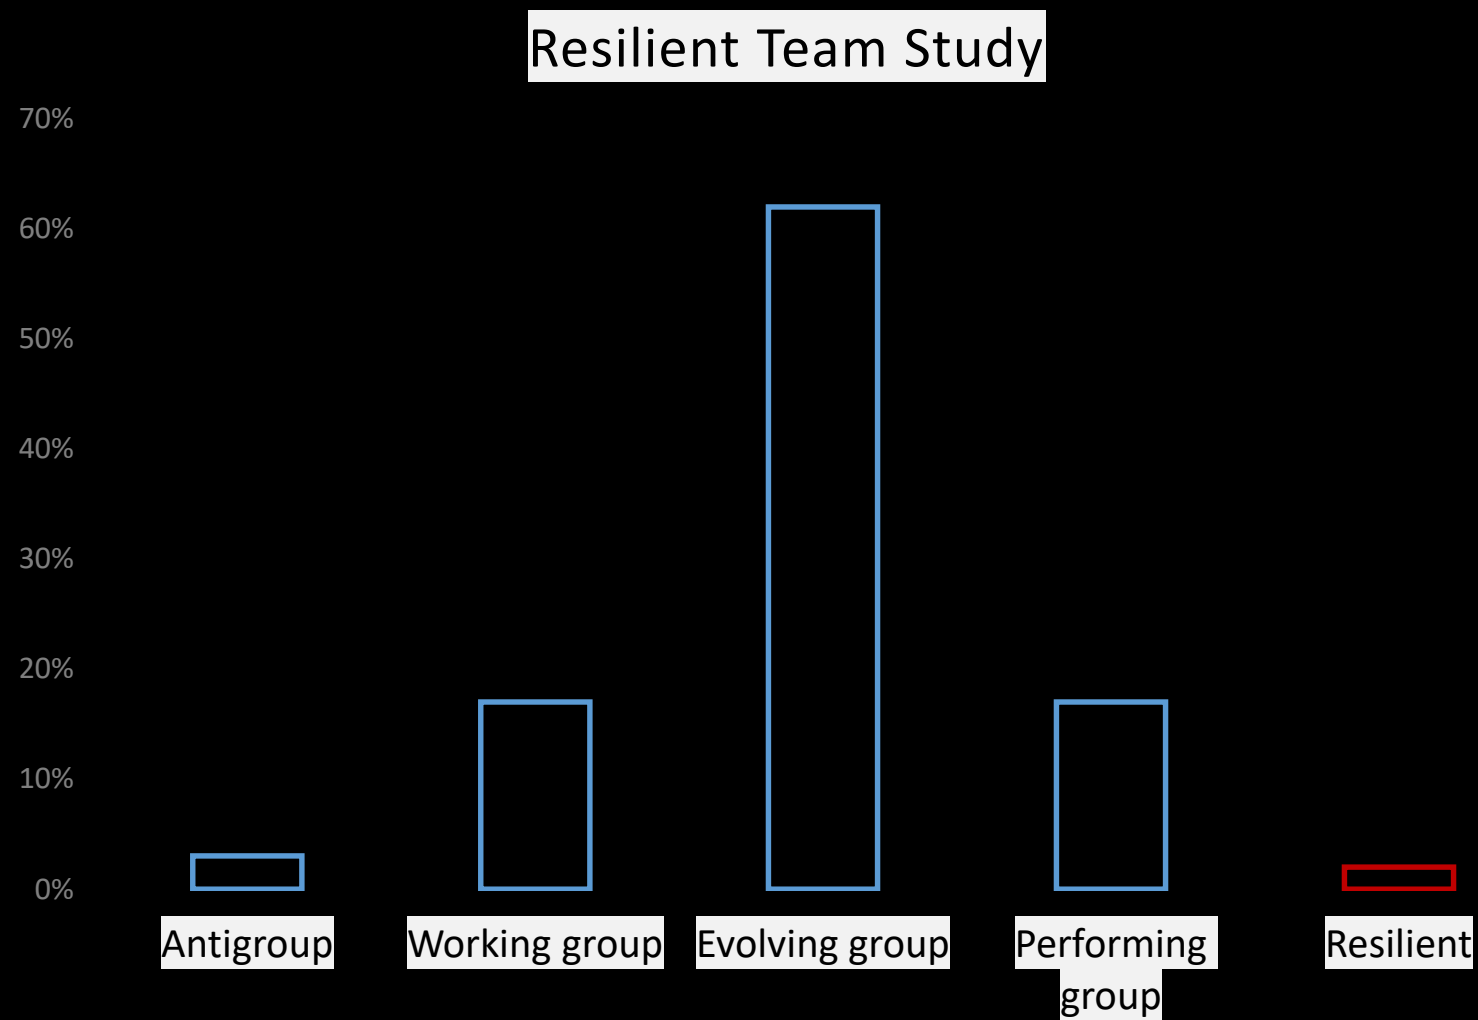 Resilient Team Study
70%
60%
50%
40%
30%
20%
10%
0%
Antigroup
Working group
Evolving group
Performing
group
Resilient